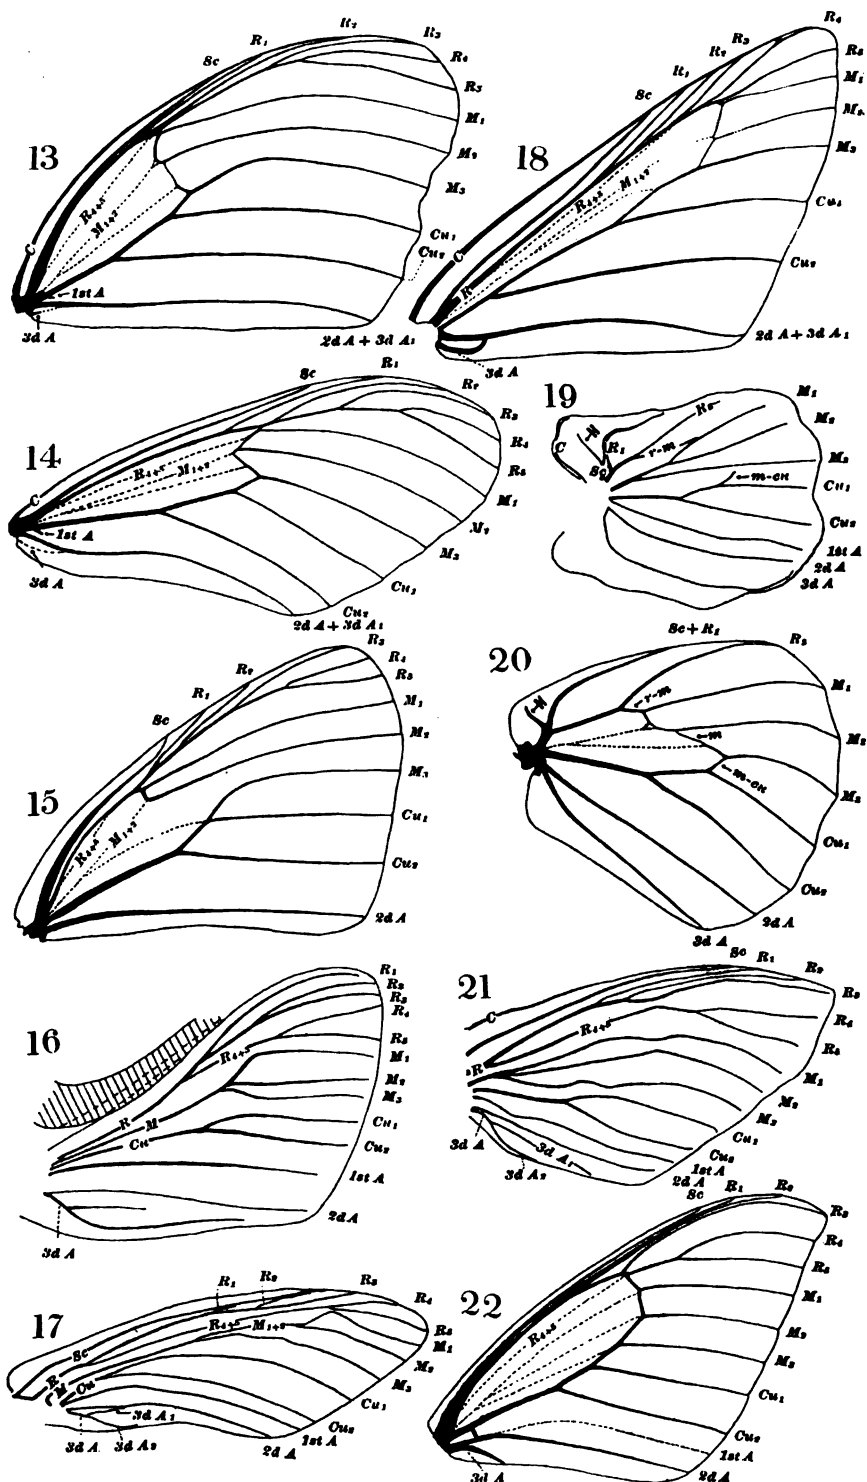 13
C
Sc
R₁
R₂
R₃
R₄
R₅
M₁
M₂
M₃
Cu₁
Cu₂
R₄₊₅
M₁₊₂
1st A
3d A
2d A + 3d A₁
18
C
R
Sc
R₁
R₂
R₃
R₄
R₅
M₁
M₂
M₃
Cu₁
Cu₂
R₄₊₅
M₁₊₂
2d A + 3d A₁
3d A
14
C
Sc
R₁
R₂
R₃
R₄
R₅
M₁
M₂
M₃
Cu₁
Cu₂
R₄₊₅
M₁₊₂
1st A
3d A
2d A + 3d A₁
19
C
H
R₁
Sc
R₅
r-m
M₁
M₂
M₃
m-cu
Cu₁
Cu₂
1st A
2d A
3d A
15
Sc
R₁
R₂
R₃
R₄
R₅
M₁
M₂
M₃
Cu₁
Cu₂
R₄₊₅
M₁₊₂
2d A
20
H
Sc + R₁
R₅
r-m
M₁
m
M₂
m-cu
M₃
Cu₁
Cu₂
2d A
3d A
16
R₁
R₂
R₃
R₄
R₅
R₄₊₅
M₁
M₂
M₃
R
M
Cu
Cu₁
Cu₂
1st A
2d A
3d A
21
C
Sc
R₁
R₂
R₃
R₄
R₅
R₄₊₅
R
M₁
M₂
M₃
Cu₁
Cu₂
1st A
2d A
3d A
3d A₁
3d A₂
17
R
Sc
M
Cu
R₁
R₂
R₃
R₄
R₅
R₄₊₅
M₁₊₂
M₁
M₂
M₃
Cu₁
Cu₂
1st A
2d A
3d A
3d A₁
3d A₂
22
Sc
R₁
R₂
R₃
R₄
R₅
R₄₊₅
M₁
M₂
M₃
Cu₁
Cu₂
1st A
2d A
3d A